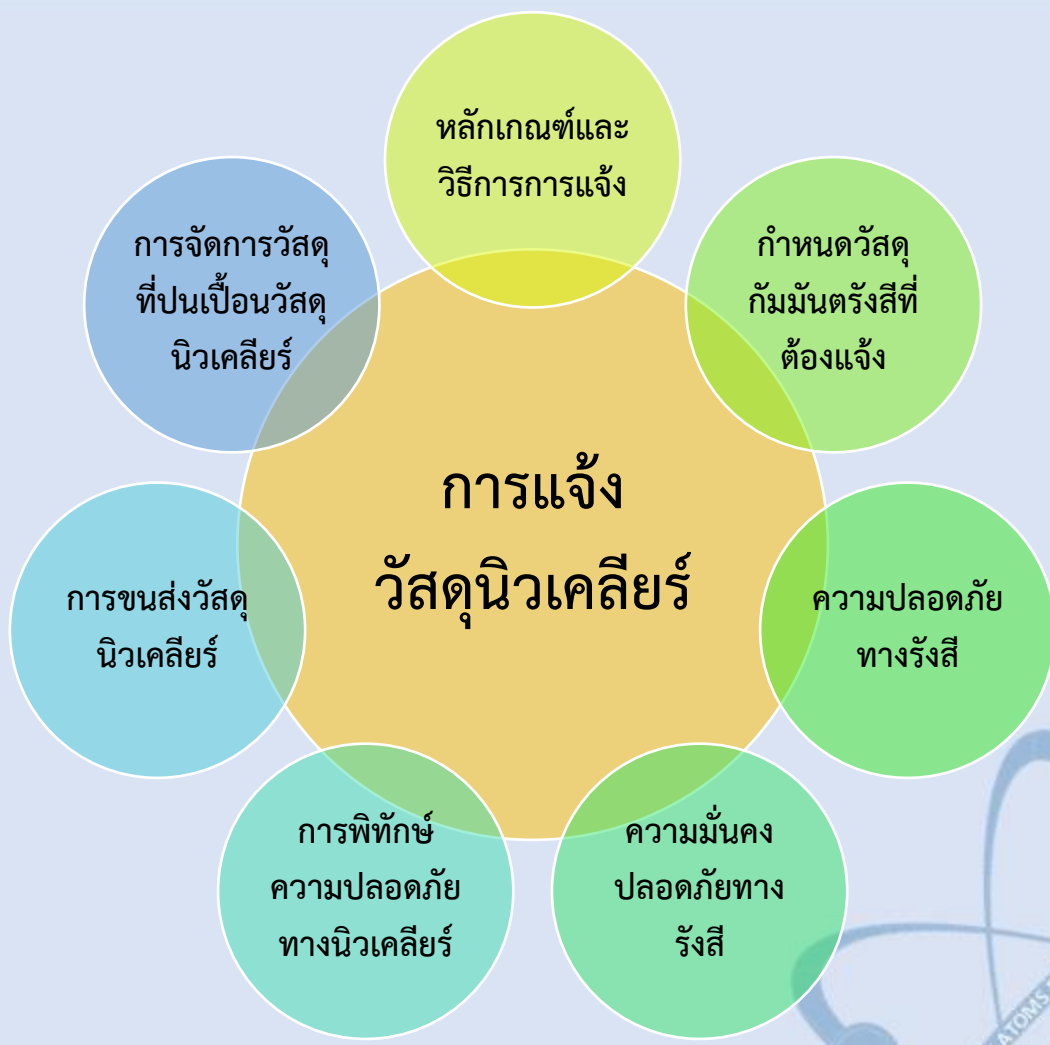 หลักเกณฑ์และ
วิธีการการแจ้ง
กำหนดวัสดุ
กัมมันตรังสีที่
ต้องแจ้ง
ความปลอดภัย
ทางรังสี
ความมั่นคง
ปลอดภัยทาง
รังสี
การพิทักษ์
ความปลอดภัย
ทางนิวเคลียร์
การขนส่งวัสดุ
นิวเคลียร์
การจัดการวัสดุ
ที่ปนเปื้อนวัสดุ
นิวเคลียร์
การแจ้ง
วัสดุนิวเคลียร์
ATOMS